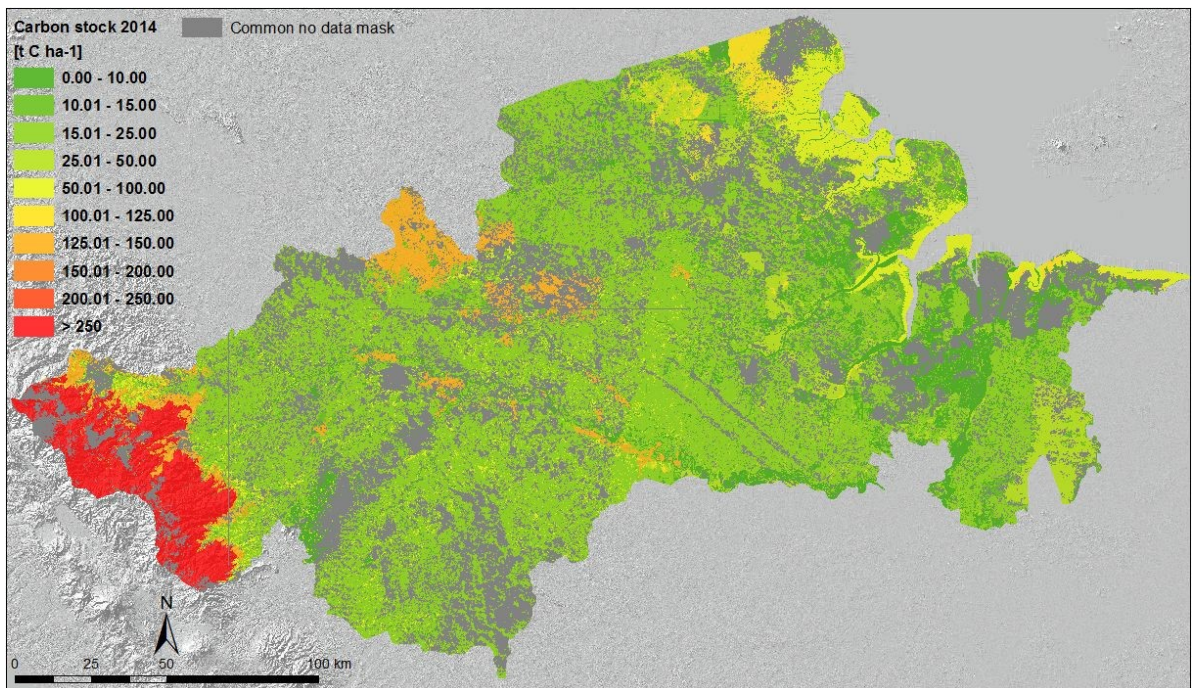 Carbon stock 2014
Common no data mask
[t C ha-1]
0.00 - 10.00
10.01 - 15.00
15.01 - 25.00
25.01 - 50.00
50.01 - 100.00
100.01 - 125.00
125.01 - 150.00
150.01 - 200.00
200.01 - 250.00
> 250
N
0 25 50 100 km